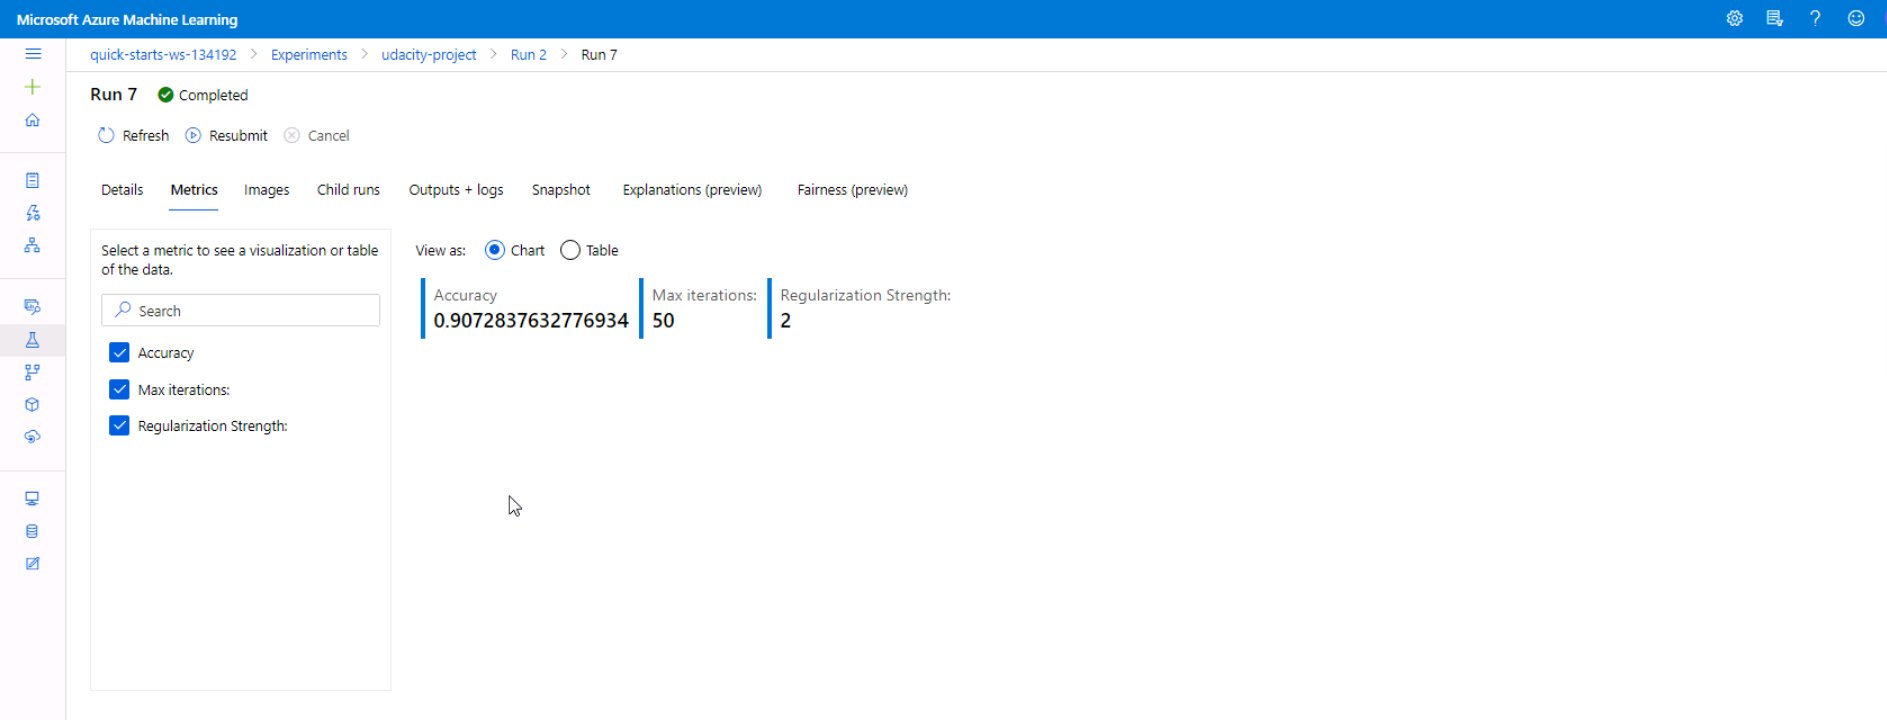 Microsoft Azure Machine Learning
quick-starts-ws-134192 > Experiments > udacity-project > Run 2 > Run 7
Run 7 Completed
Refresh Resubmit Cancel
Details Metrics Images Child runs Outputs + logs Snapshot Explanations (preview) Fairness (preview)
Select a metric to see a visualization or table
of the data.
Search
Accuracy
Max iterations:
Regularization Strength:
View as: Chart Table
Accuracy Max iterations: Regularization Strength:
0.9072837632776934 50 2